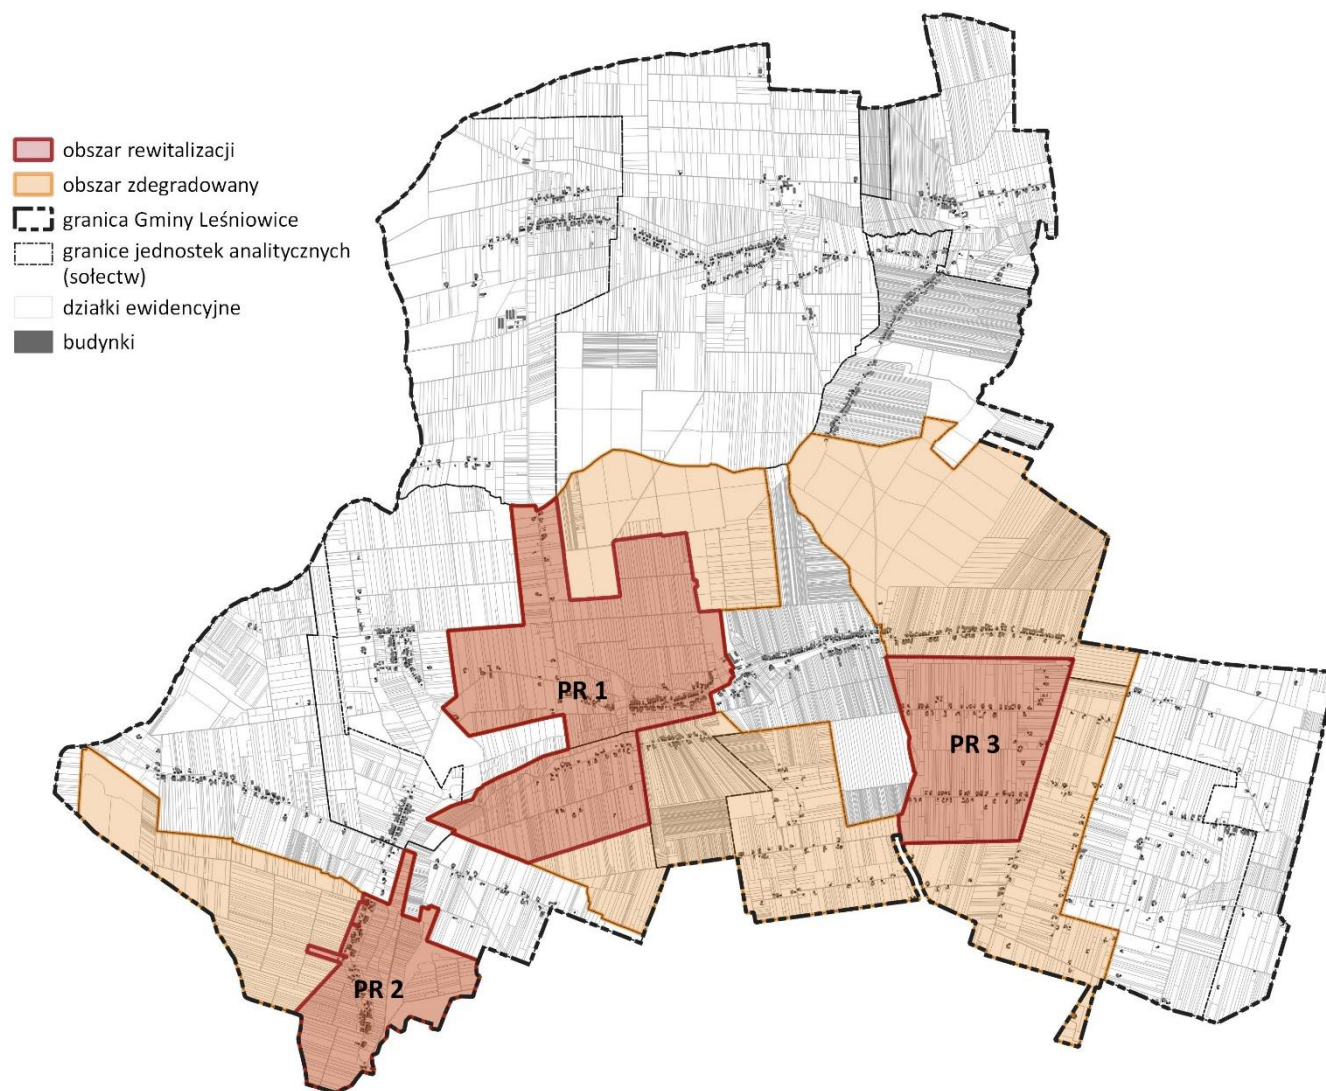 obszar rewitalizacji
obszar zdegradowany
granica Gminy Leśniowice
granice jednostek analitycznych
(sołectw)
działki ewidencyjne
budynki
PR 1
PR 3
PR 2